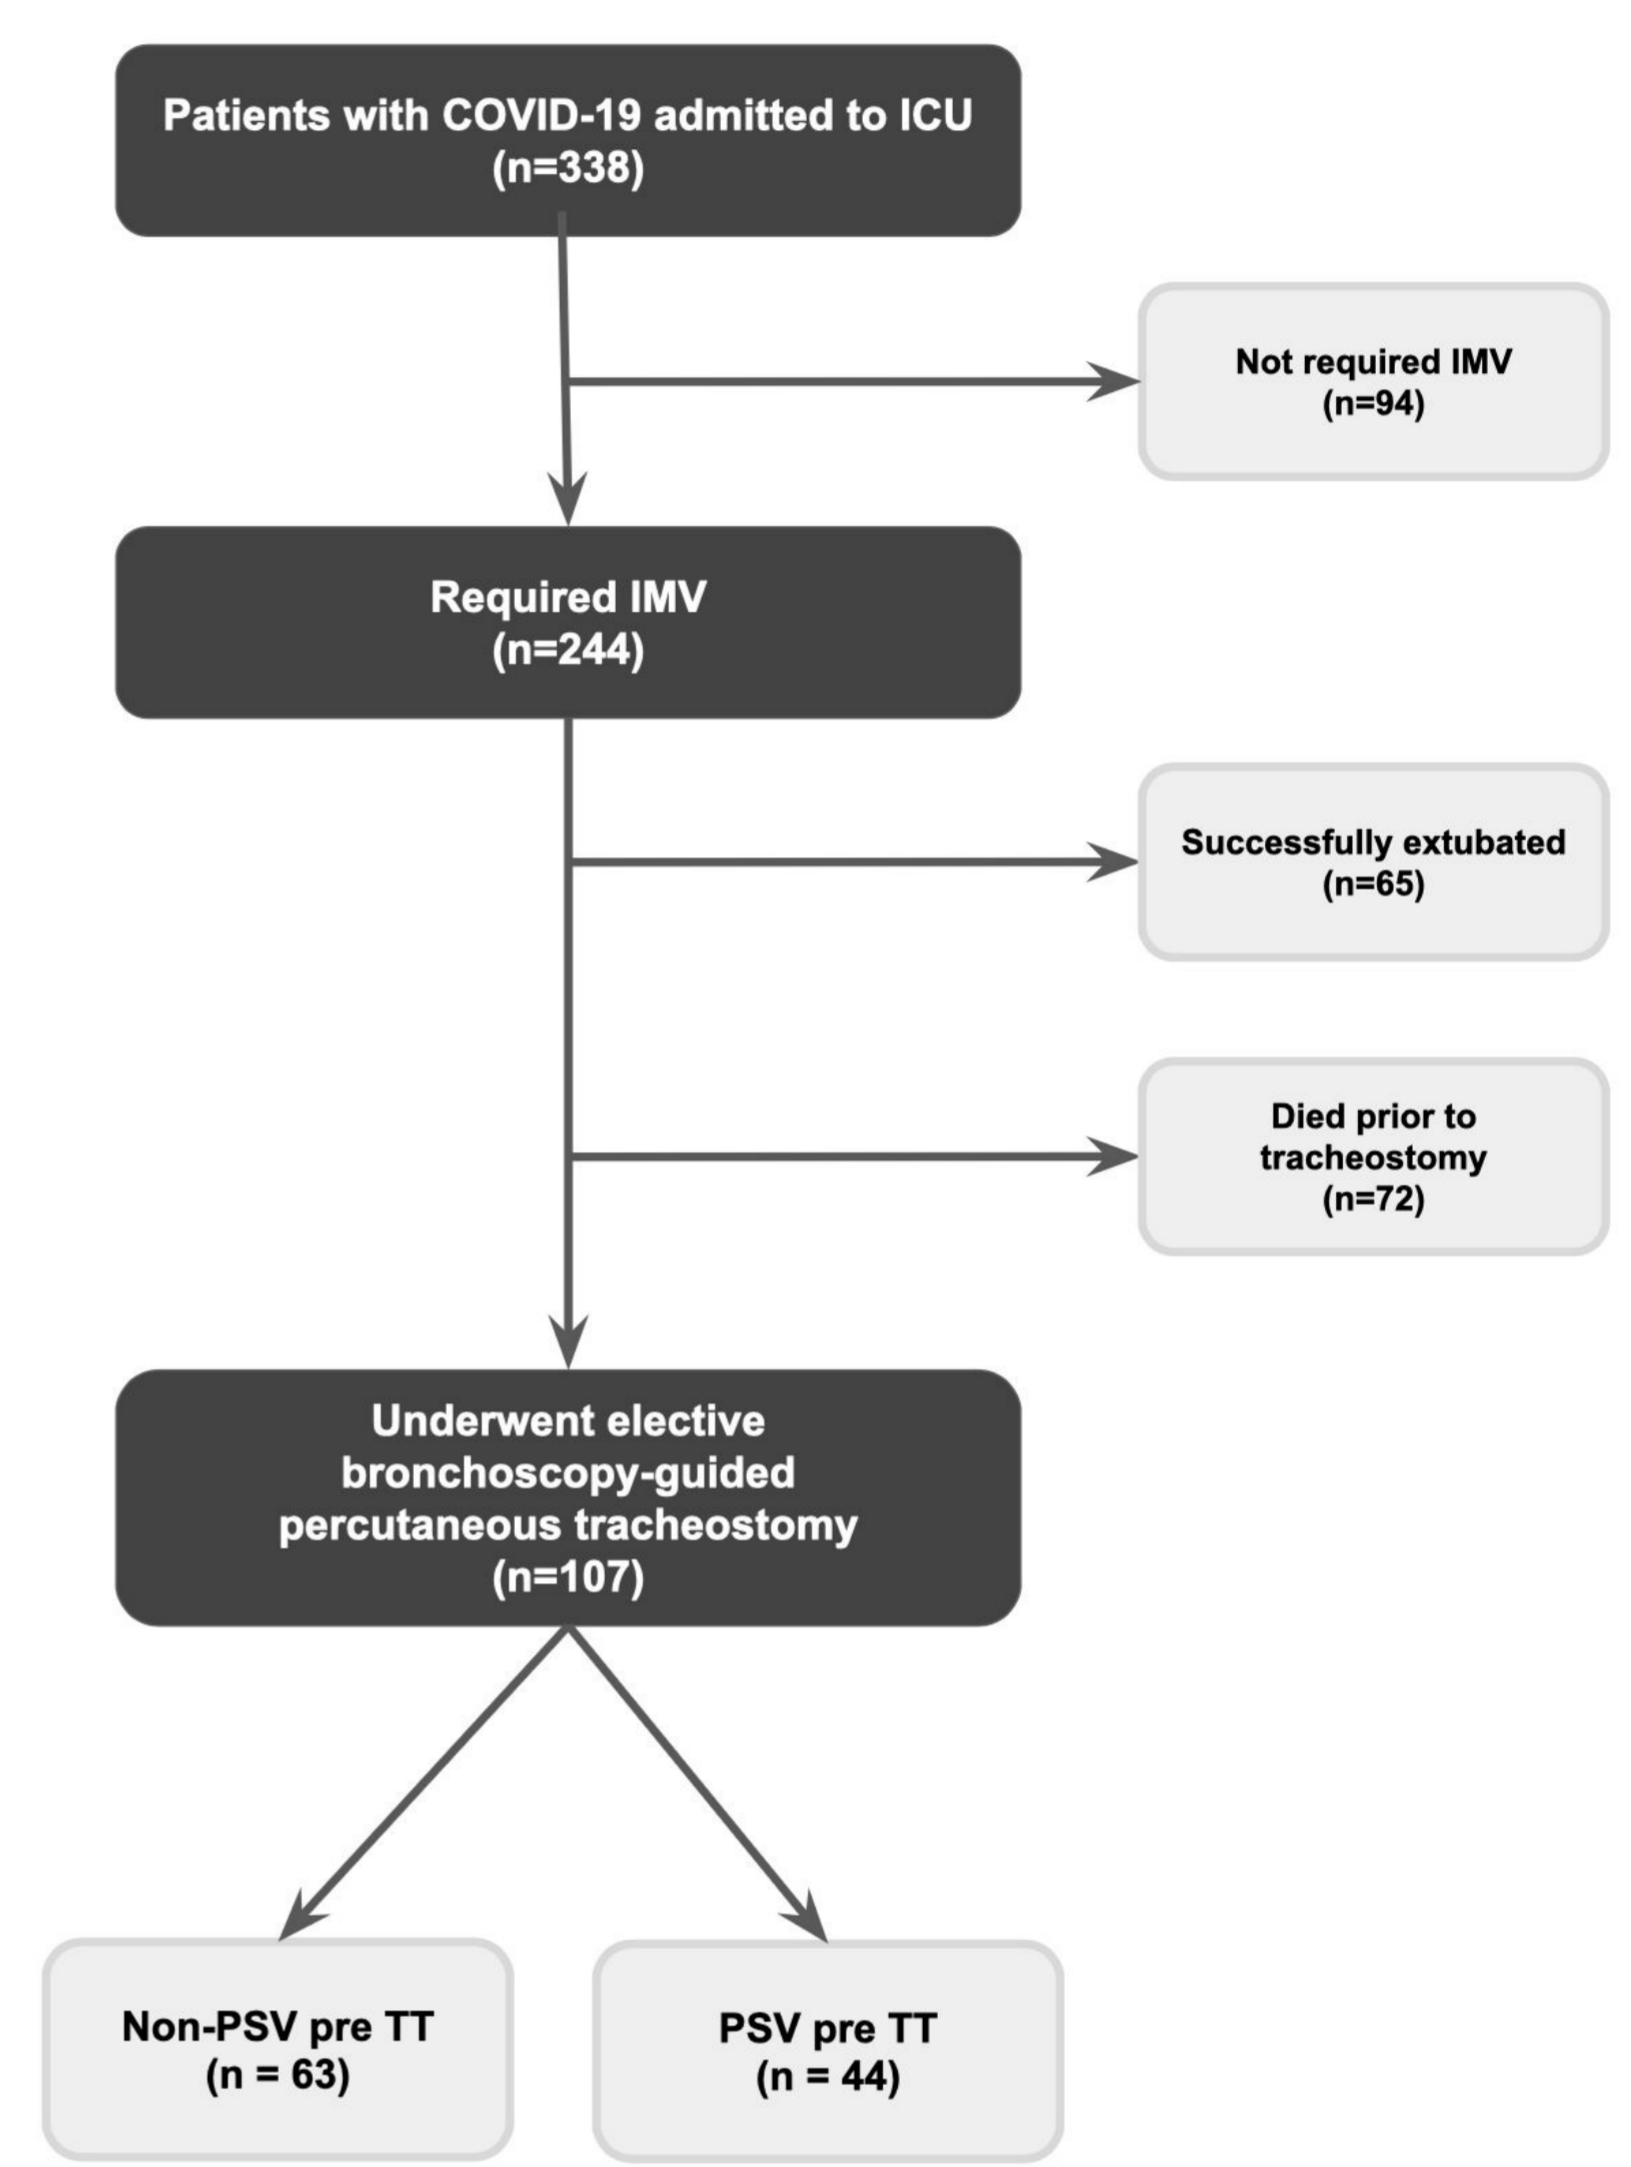 Patients with COVID-19 admitted to ICU
(n=338)
Not required IMV
(n=94)
Required IMV
(n=244)
Successfully extubated
(n=65)
Died prior to
tracheostomy
(n=72)
Underwent elective
bronchoscopy-guided
percutaneous tracheostomy
(n=107)
Non-PSV pre TT
(n = 63)
PSV pre TT
(n = 44)